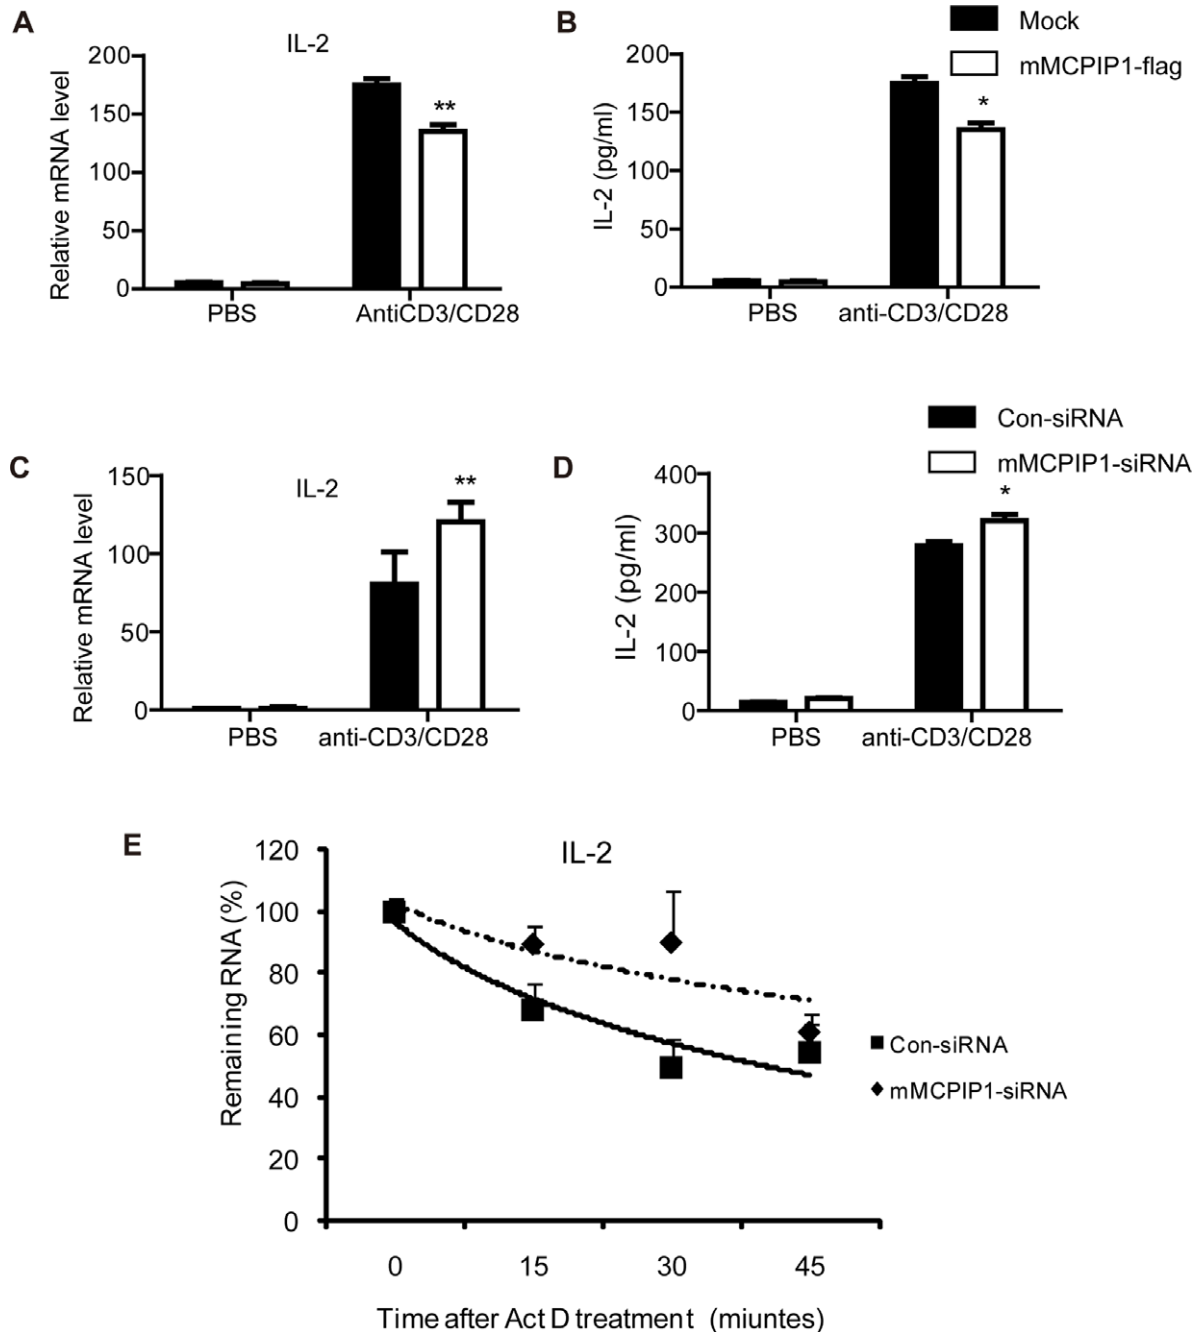 A
IL-2
Relative mRNA level
200
150
100
50
0
**
PBS
AntiCD3/CD28
B
Mock
mMCPIP1-flag
IL-2 (pg/ml)
200
150
100
50
0
*
PBS
anti-CD3/CD28
C
IL-2
Relative mRNA level
150
100
50
0
**
PBS
anti-CD3/CD28
D
Con-siRNA
mMCPIP1-siRNA
IL-2 (pg/ml)
400
300
200
100
0
*
PBS
anti-CD3/CD28
E
IL-2
Remaining RNA (%)
120
100
80
60
40
20
0
Con-siRNA
mMCPIP1-siRNA
0
15
30
45
Time after Act D treatment (miuntes)